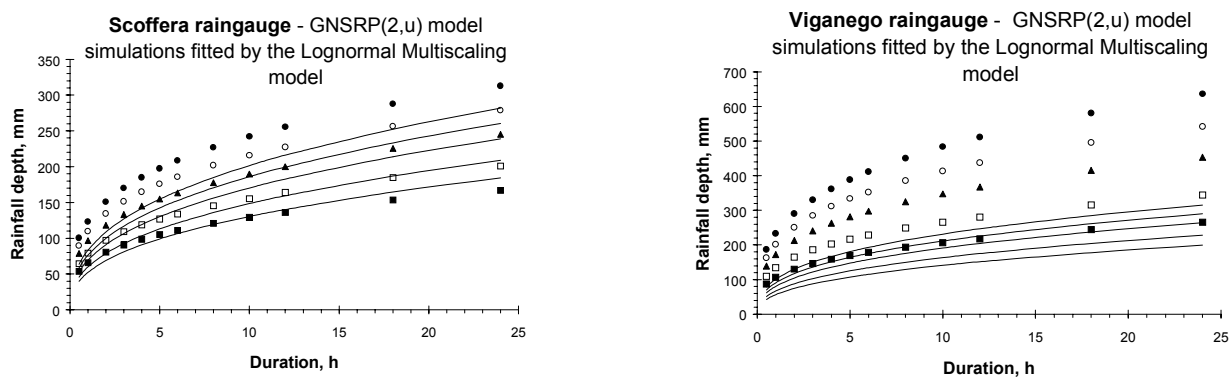 Scoffera raingauge - GNSRP(2,u) model
simulations fitted by the Lognormal Multiscaling
model
350
300
250
200
150
100
50
0
0 5 10 15 20 25
Rainfall depth, mm
Duration, h
Viganego raingauge - GNSRP(2,u) model
simulations fitted by the Lognormal Multiscaling
model
700
600
500
400
300
200
100
0
0 5 10 15 20 25
Rainfall depth, mm
Duration, h